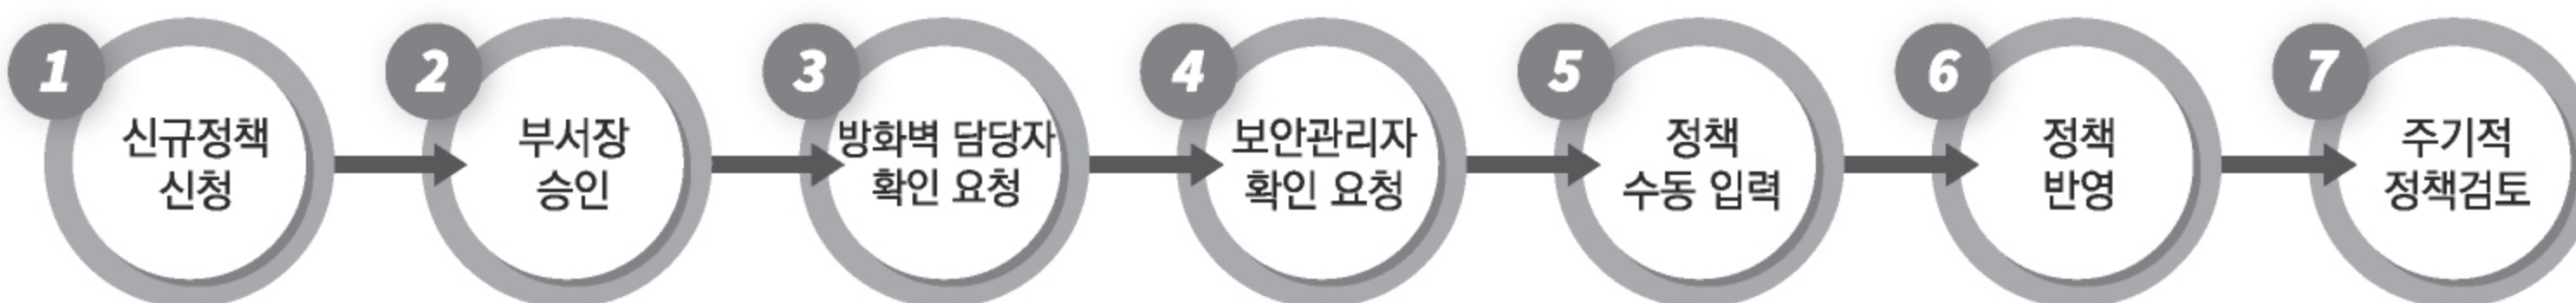 1
신규정책
신청
2
부서장
승인
3
방화벽 담당자
확인 요청
4
보안관리자
확인 요청
5
정책
수동 입력
6
정책
반영
7
주기적
정책검토